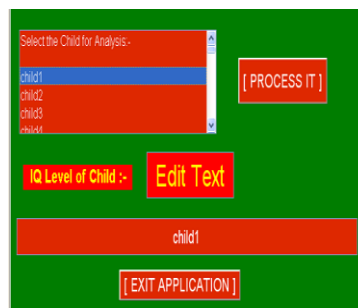 Select the Child for Analysis:-
child1
child2
child3
child4
[ PROCESS IT ]
IQ Level of Child :-
Edit Text
child1
[ EXIT APPLICATION ]